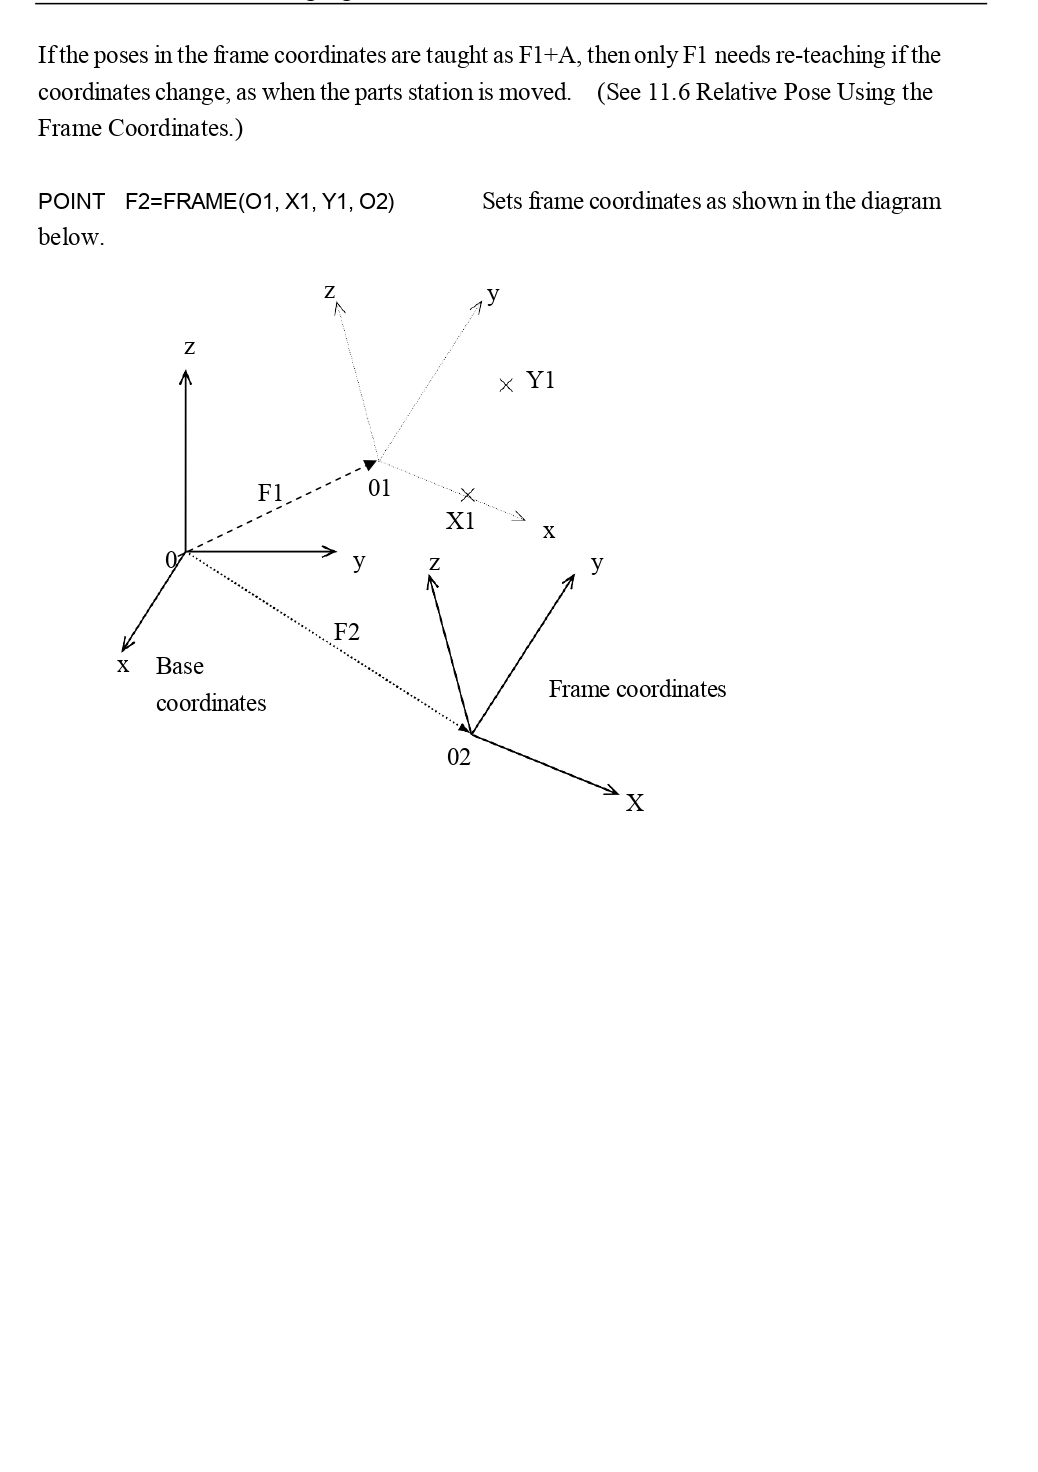 If the poses in the frame coordinates are taught as F1+A, then only F1 needs re-teaching if the
coordinates change, as when the parts station is moved. (See 11.6 Relative Pose Using the
Frame Coordinates.)
POINT F2=FRAME(O1, X1, Y1, O2) Sets frame coordinates as shown in the diagram
below.
z
y
z
Y1
F1
01
X1
x
0
y
z
y
F2
x
Base
coordinates
Frame coordinates
02
X